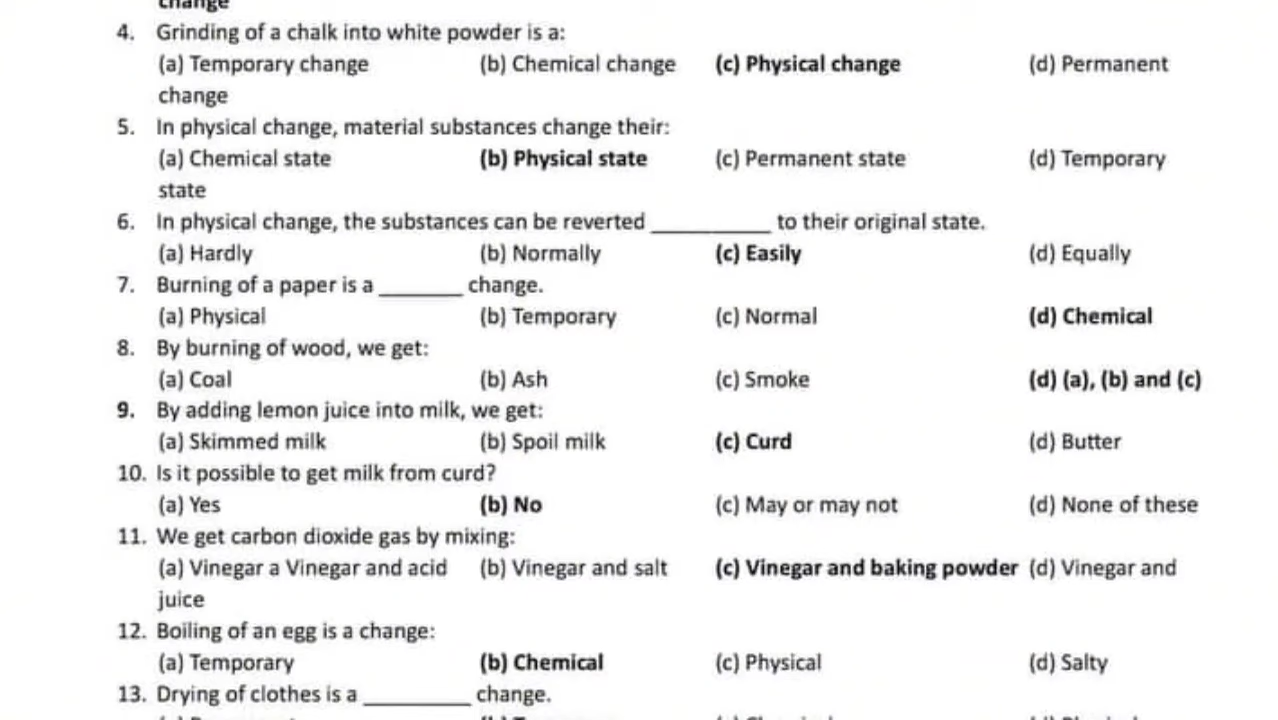 change
4. Grinding of a chalk into white powder is a:
(a) Temporary change (b) Chemical change (c) Physical change (d) Permanent
change
5. In physical change, material substances change their:
(a) Chemical state (b) Physical state (c) Permanent state (d) Temporary
state
6. In physical change, the substances can be reverted __________ to their original state.
(a) Hardly (b) Normally (c) Easily (d) Equally
7. Burning of a paper is a _______ change.
(a) Physical (b) Temporary (c) Normal (d) Chemical
8. By burning of wood, we get:
(a) Coal (b) Ash (c) Smoke (d) (a), (b) and (c)
9. By adding lemon juice into milk, we get:
(a) Skimmed milk (b) Spoil milk (c) Curd (d) Butter
10. Is it possible to get milk from curd?
(a) Yes (b) No (c) May or may not (d) None of these
11. We get carbon dioxide gas by mixing:
(a) Vinegar a Vinegar and acid (b) Vinegar and salt (c) Vinegar and baking powder (d) Vinegar and
juice
12. Boiling of an egg is a change:
(a) Temporary (b) Chemical (c) Physical (d) Salty
13. Drying of clothes is a _________ change.